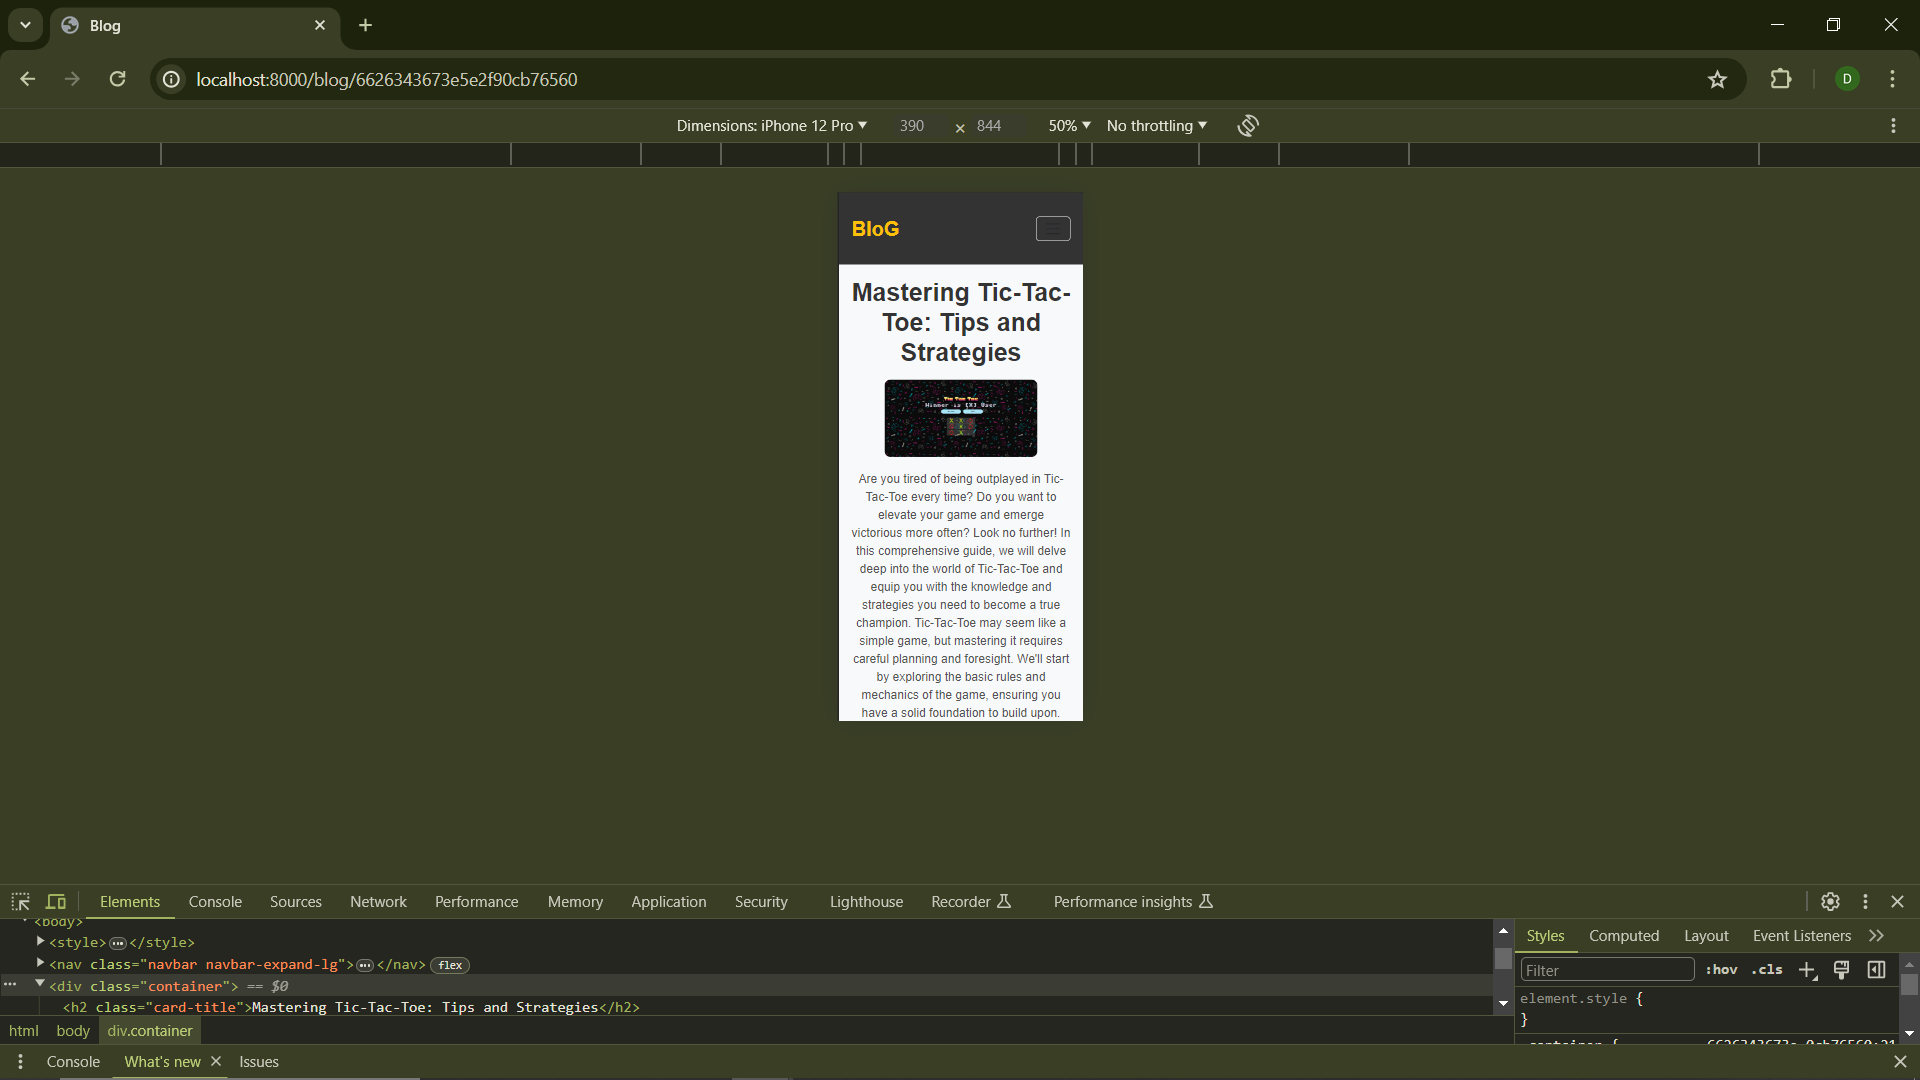 Blog
localhost:8000/blog/6626343673e5e2f90cb76560
D
Dimensions: iPhone 12 Pro 390 × 844 50% No throttling
BloG
Mastering Tic-Tac-
Toe: Tips and
Strategies
Tic Tac Toe
Winner is [X] User
Are you tired of being outplayed in Tic-
Tac-Toe every time? Do you want to
elevate your game and emerge
victorious more often? Look no further! In
this comprehensive guide, we will delve
deep into the world of Tic-Tac-Toe and
equip you with the knowledge and
strategies you need to become a true
champion. Tic-Tac-Toe may seem like a
simple game, but mastering it requires
careful planning and foresight. We'll start
by exploring the basic rules and
mechanics of the game, ensuring you
have a solid foundation to build upon.
Elements Console Sources Network Performance Memory Application Security Lighthouse Recorder Performance insights
<body>
<style>…</style>
<nav class="navbar navbar-expand-lg">…</nav> flex
<div class="container"> == $0
<h2 class="card-title">Mastering Tic-Tac-Toe: Tips and Strategies</h2>
html body div.container
Styles Computed Layout Event Listeners
Filter :hov .cls
element.style {
}
.container {
Console What's new Issues